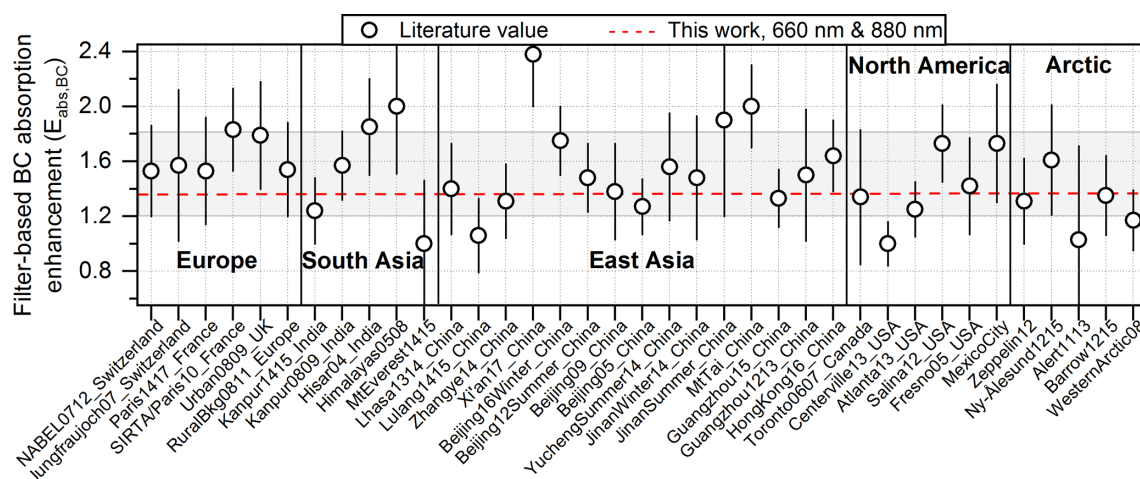 Literature value
This work, 660 nm & 880 nm
Filter-based BC absorption
enhancement (Eabs,BC)
2.4
2.0
1.6
1.2
0.8
Europe
South Asia
East Asia
North America
Arctic
NABEL0712_Switzerland
Jungfraujoch07_Switzerland
Paris1417_France
SIRTA/Paris10_France
Urban0809_UK
RuralBkg0811_Europe
Kanpur1415_India
Kanpur0809_India
Hisar04_India
Himalayas0508
MtEverest1415
Lhasa1314_China
Lulang1415_China
Zhangye14_China
Xi'an17_China
Beijing16Winter_China
Beijing12Summer_China
Beijing09_China
Beijing05_China
YuchengSummer14_China
JinanWinter14_China
JinanSummer_China
MtTai_China
Guangzhou15_China
Guangzhou1213_China
HongKong16_China
Toronto0607_Canada
Centerville13_USA
Atlanta13_USA
Salina12_USA
Fresno05_USA
MexicoCity
Zeppelin12
Ny-Ålesund1215
Alert1113
Barrow1215
WesternArctic08